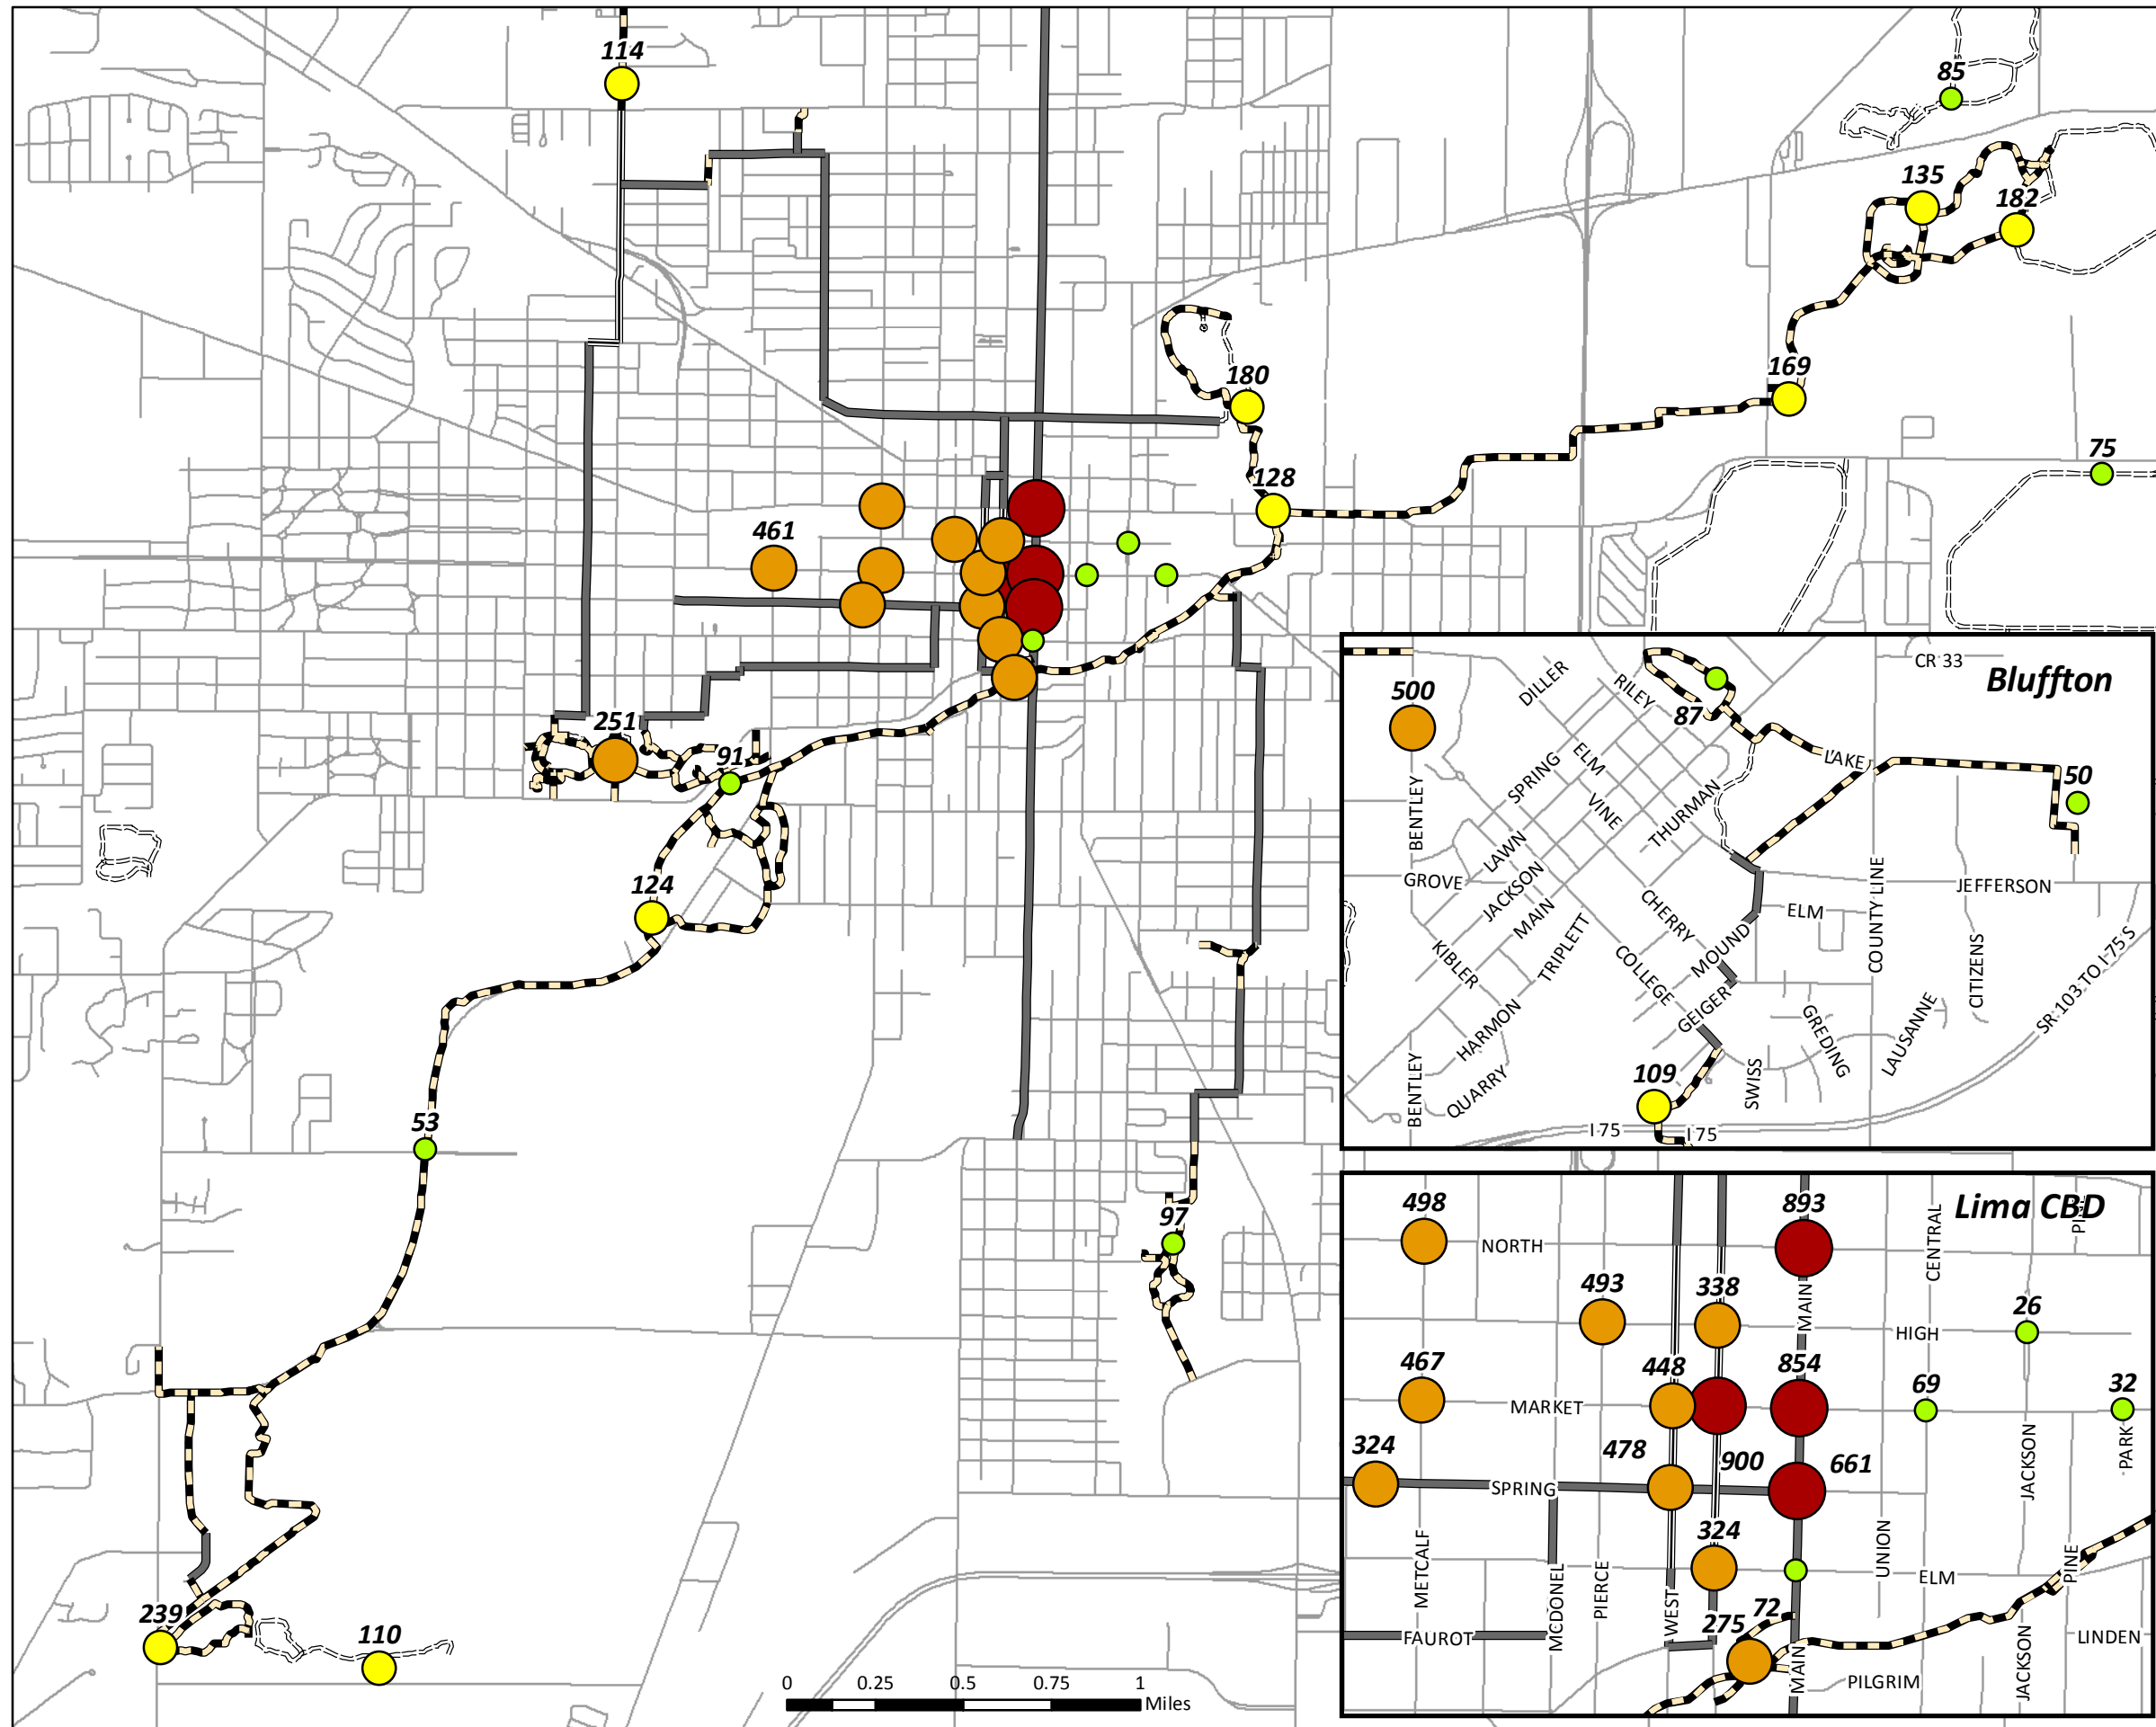 114
85
135
182
180
169
75
128
461
251
91
124
53
97
239
110
0
0.25
0.5
0.75
1
Miles
Bluffton
CR 33
500
DILLER
RILEY
87
LAKE
50
SPRING
ELM
VINE
THURMAN
BENTLEY
LAWN
JACKSON
MAIN
GROVE
JEFFERSON
COUNTY LINE
ELM
CHERRY
MOUND
KIBLER
TRIPLETT
COLLEGE
CITIZENS
GEIGER
HARMON
GREDING
LAUSANNE
SR 103 TO I-75 S
109
SWISS
BENTLEY
QUARRY
I 75
I 75
Lima CBD
498
893
NORTH
CENTRAL
493
338
MAIN
26
HIGH
467
448
854
69
32
MARKET
324
478
900
661
JACKSON
PARK
SPRING
324
METCALF
MCDONEL
PIERCE
WEST
UNION
ELM
PINE
275
72
FAUROT
MAIN
PILGRIM
JACKSON
LINDEN